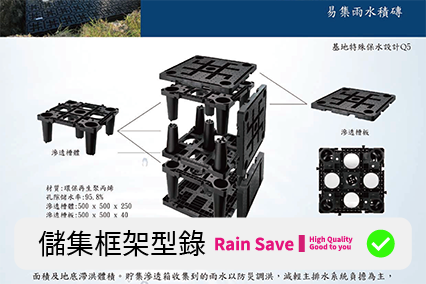 易集雨水積磚
基地特殊保水設計Q5
滲透槽體
滲透槽板
材質:環保再生聚丙烯
孔隙儲水率:95.8%
滲透槽體:500 x 500 x 250
滲透槽板:500 x 500 x 40
儲集框架型錄 Rain Save High Quality
Good to you
面積及地底滯洪體積。貯集滲透箱收集到的雨水以防災調洪，減輕主排水系統負擔為主，